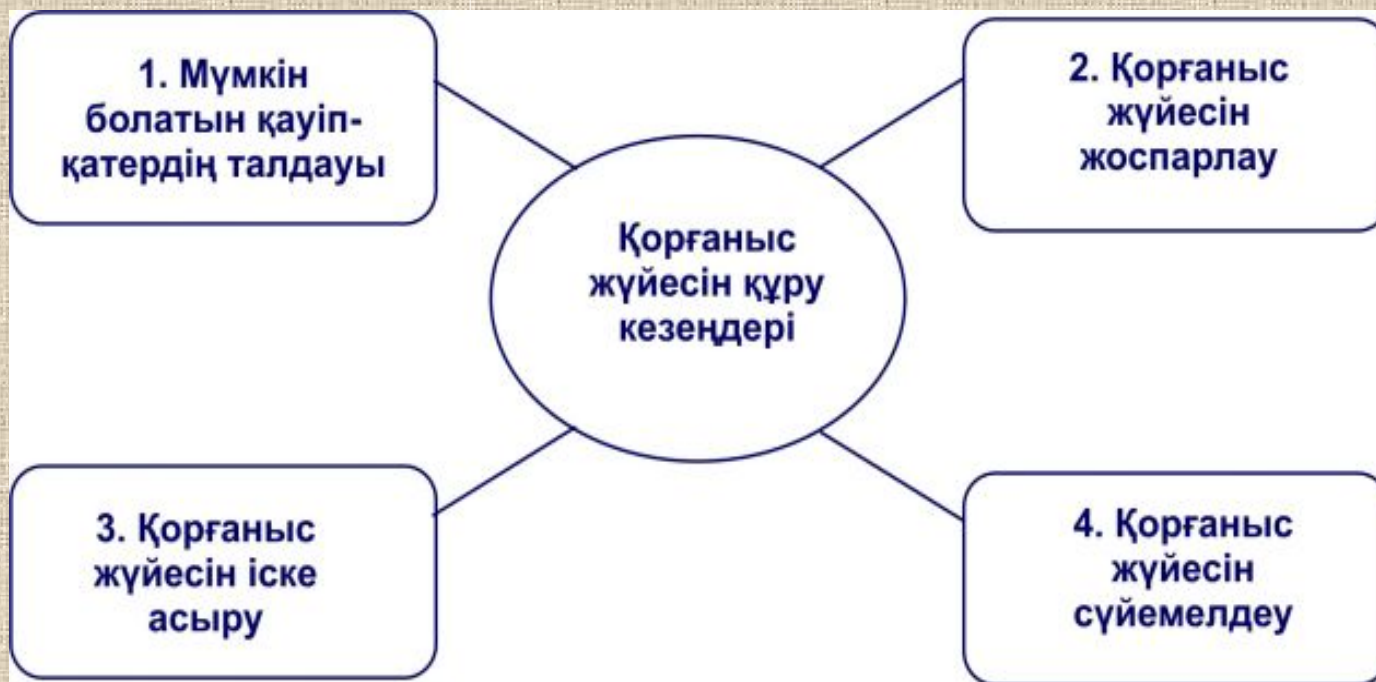 1. Мүмкін
болатын қауіп-
қатердің талдауы
2. Қорғаныс
жүйесін
жоспарлау
Қорғаныс
жүйесін құру
кезеңдері
3. Қорғаныс
жүйесін іске
асыру
4. Қорғаныс
жүйесін
сүйемелдеу